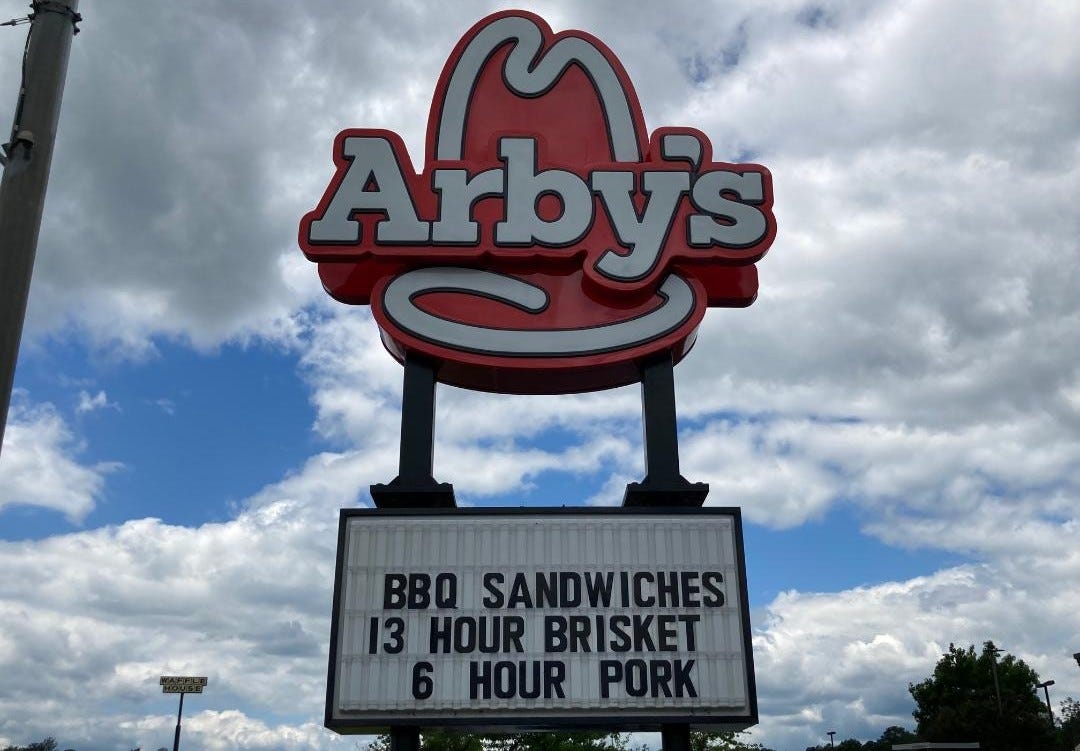 Arby's
BBQ SANDWICHES
13 HOUR BRISKET
6 HOUR PORK
WAFFLE
HOUSE